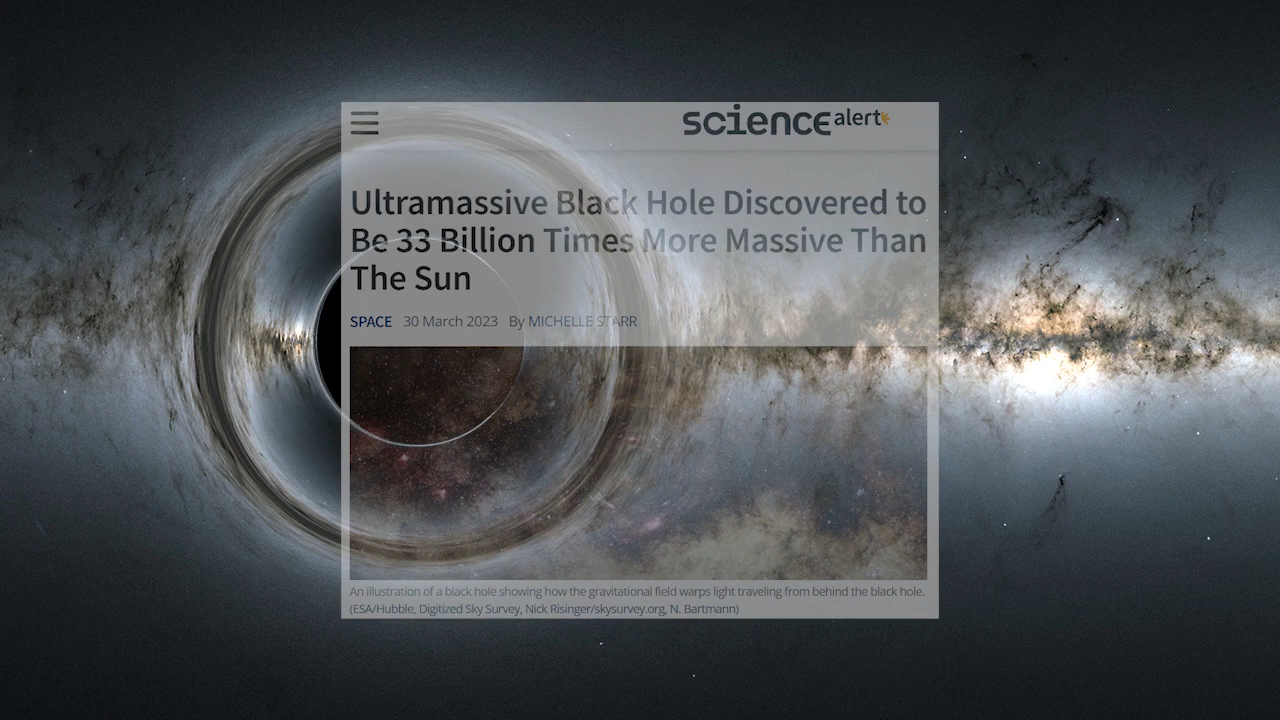 science alert
Ultramassive Black Hole Discovered to
Be 33 Billion Times More Massive Than
The Sun
SPACE 30 March 2023 By MICHELLE STARR
An illustration of a black hole showing how the gravitational field warps light traveling from behind the black hole.
(ESA/Hubble, Digitized Sky Survey, Nick Risinger/skysurvey.org, N. Bartmann)